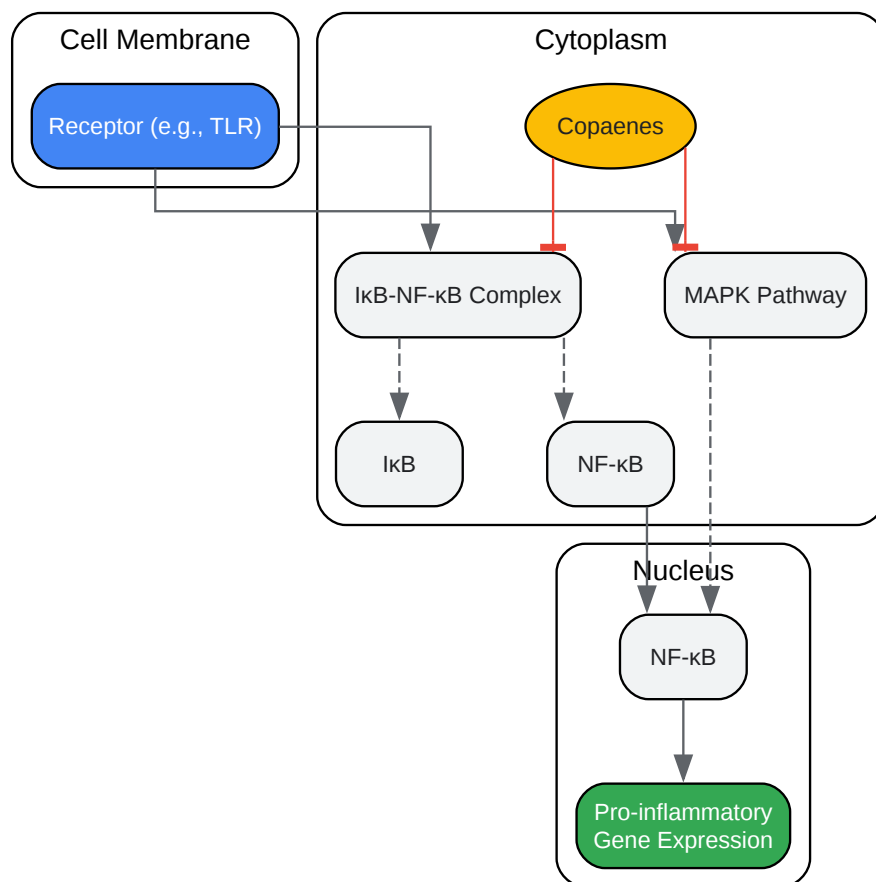 Cell Membrane
Cytoplasm
Receptor (e.g., TLR)
Copaenes
IκB-NF-κB Complex
MAPK Pathway
IκB
NF-κB
Nucleus
NF-κB
Pro-inflammatory
Gene Expression